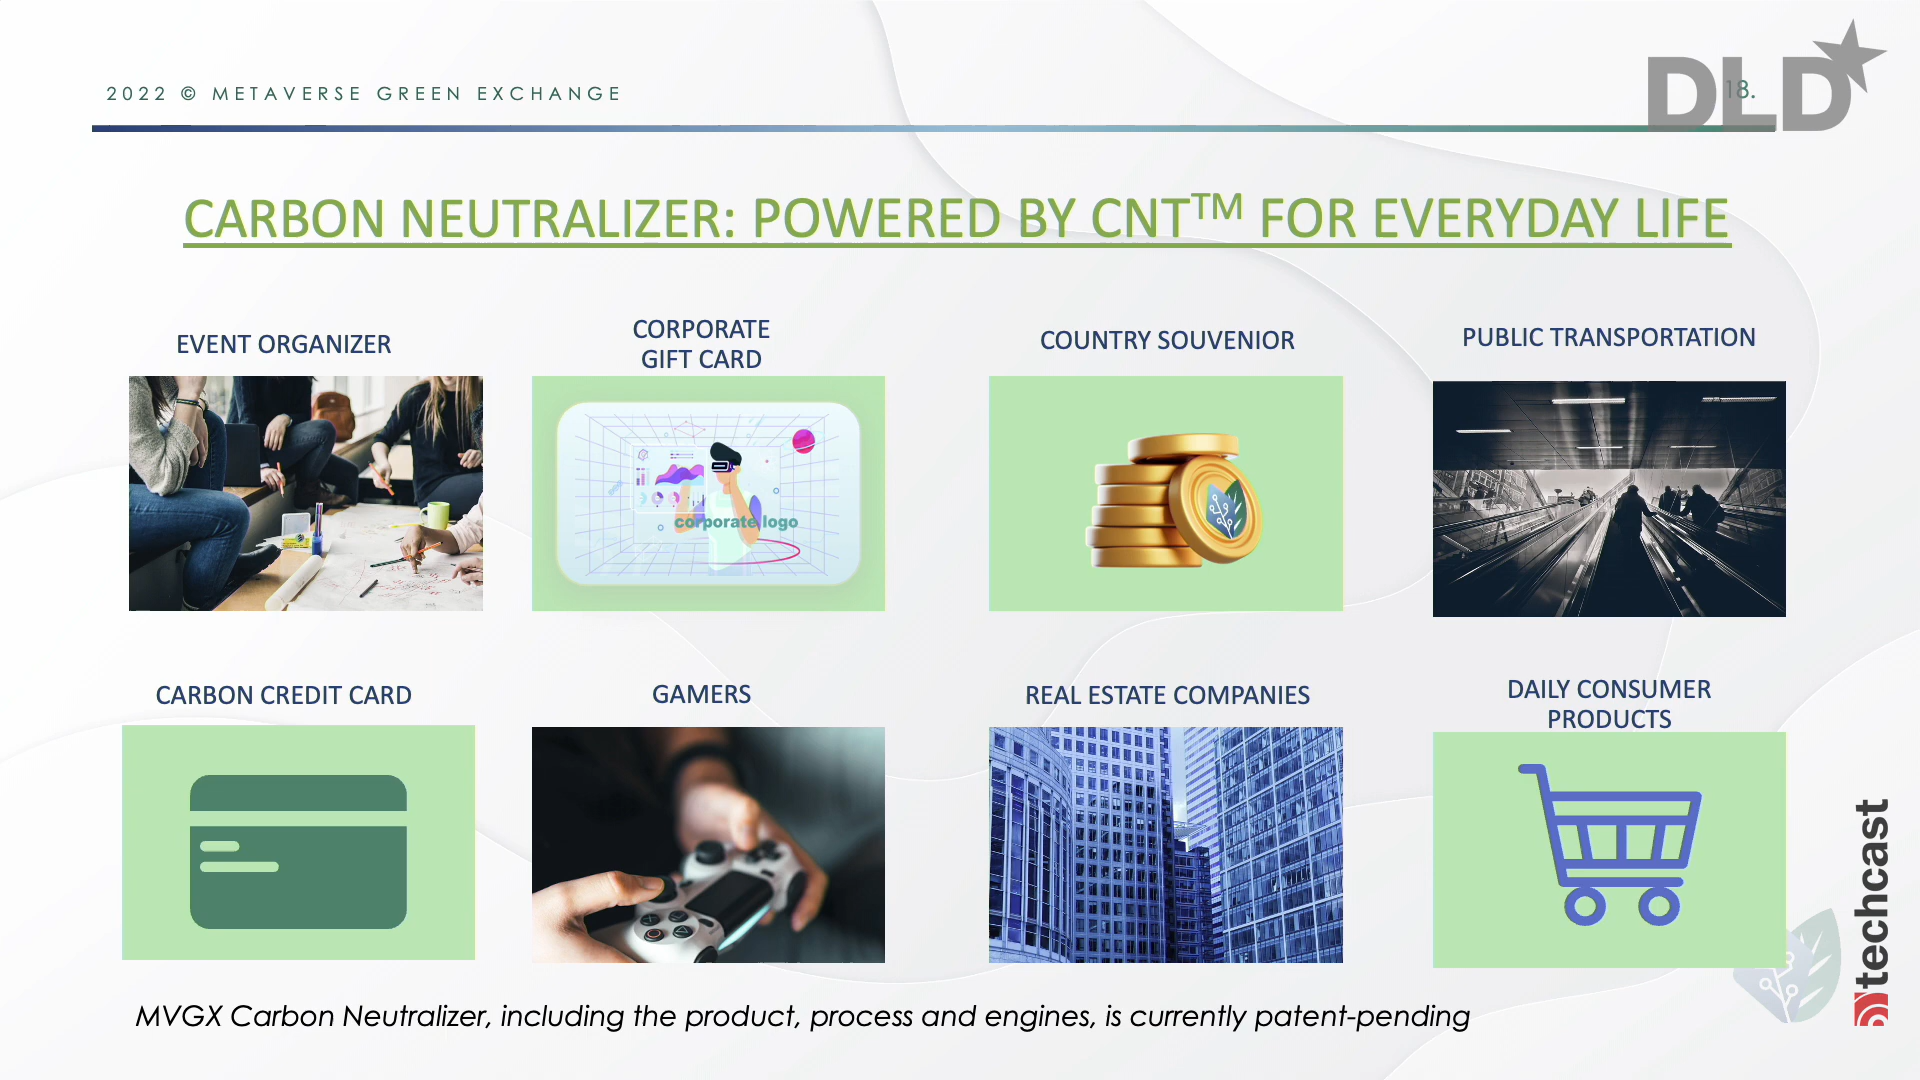 2022 © METAVERSE GREEN EXCHANGE
DLD
18.
CARBON NEUTRALIZER: POWERED BY CNT™ FOR EVERYDAY LIFE
EVENT ORGANIZER
CORPORATE
GIFT CARD
COUNTRY SOUVENIOR
PUBLIC TRANSPORTATION
corporate logo
CARBON CREDIT CARD
GAMERS
REAL ESTATE COMPANIES
DAILY CONSUMER
PRODUCTS
techcast
MVGX Carbon Neutralizer, including the product, process and engines, is currently patent-pending